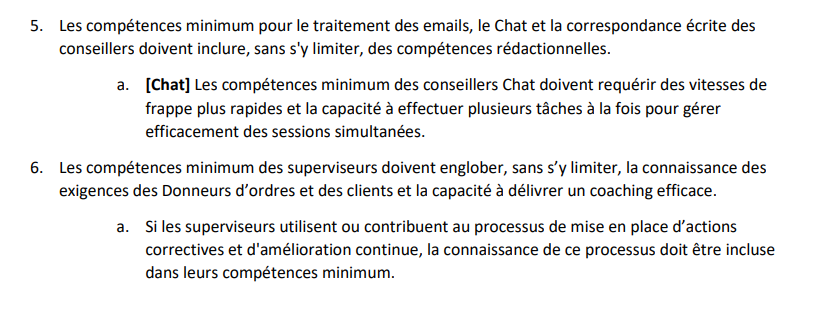 5. Les compétences minimum pour le traitement des emails, le Chat et la correspondance écrite des
conseillers doivent inclure, sans s'y limiter, des compétences rédactionnelles.
a. [Chat] Les compétences minimum des conseillers Chat doivent requérir des vitesses de
frappe plus rapides et la capacité à effectuer plusieurs tâches à la fois pour gérer
efficacement des sessions simultanées.
6. Les compétences minimum des superviseurs doivent englober, sans s’y limiter, la connaissance des
exigences des Donneurs d’ordres et des clients et la capacité à délivrer un coaching efficace.
a. Si les superviseurs utilisent ou contribuent au processus de mise en place d’actions
correctives et d'amélioration continue, la connaissance de ce processus doit être incluse
dans leurs compétences minimum.